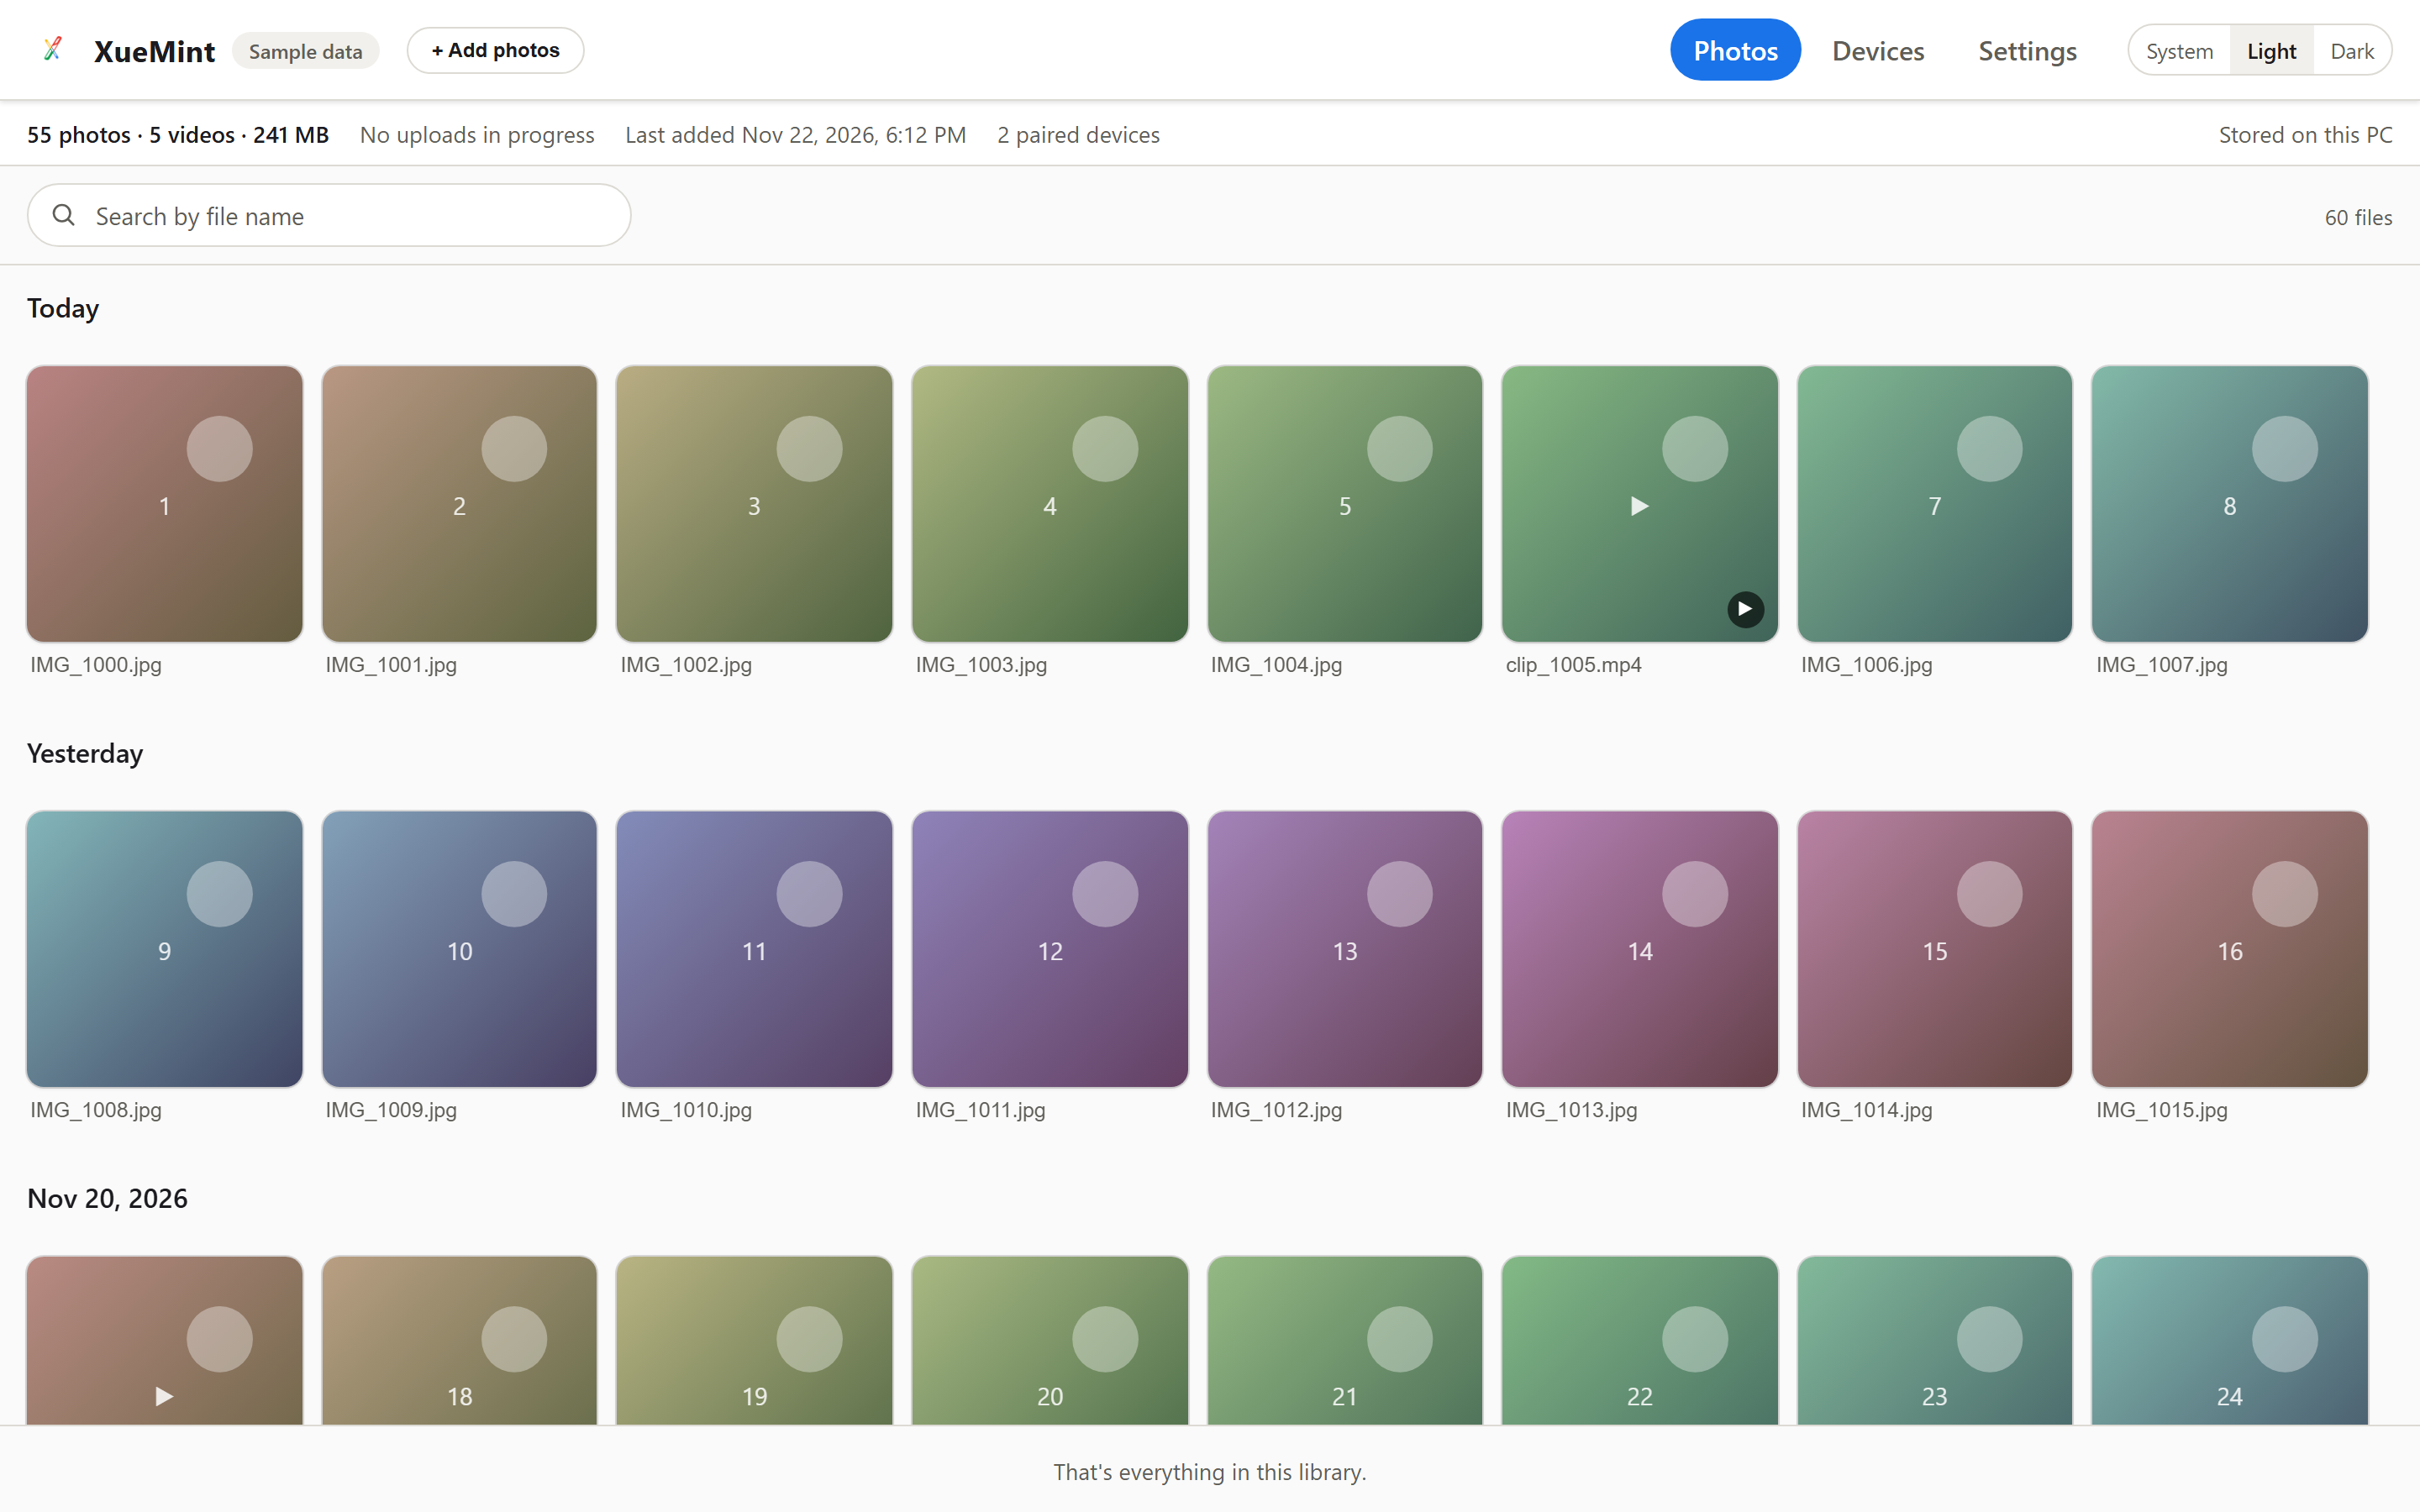 XueMint Sample data + Add photos Photos Devices Settings System Light Dark
55 photos · 5 videos · 241 MB No uploads in progress Last added Nov 22, 2026, 6:12 PM 2 paired devices Stored on this PC
Search by file name 60 files
Today
1 2 3 4 5 7 8
IMG_1000.jpg IMG_1001.jpg IMG_1002.jpg IMG_1003.jpg IMG_1004.jpg clip_1005.mp4 IMG_1006.jpg IMG_1007.jpg
Yesterday
9 10 11 12 13 14 15 16
IMG_1008.jpg IMG_1009.jpg IMG_1010.jpg IMG_1011.jpg IMG_1012.jpg IMG_1013.jpg IMG_1014.jpg IMG_1015.jpg
Nov 20, 2026
18 19 20 21 22 23 24
That's everything in this library.